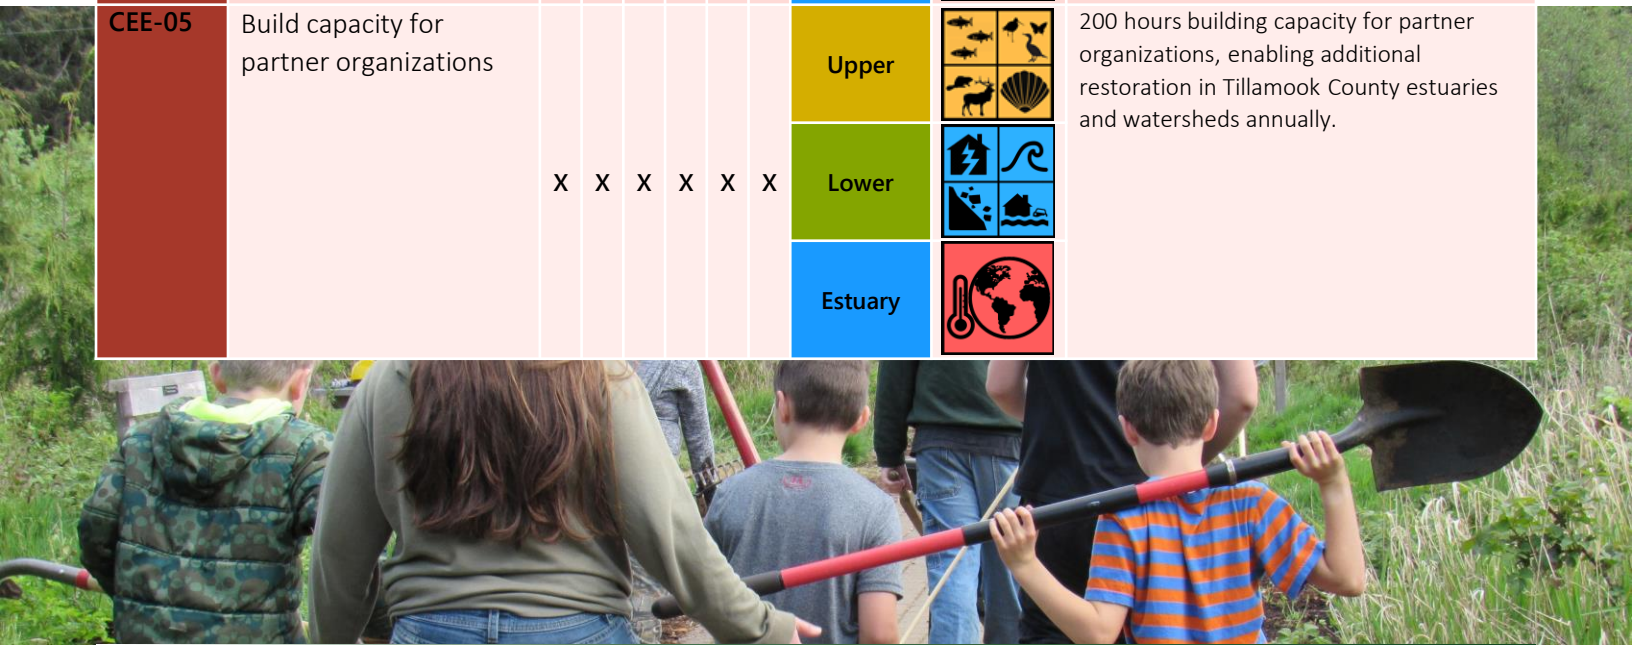 CEE-05
Build capacity for
partner organizations
X X X X X X
Upper
Lower
Estuary
200 hours building capacity for partner
organizations, enabling additional
restoration in Tillamook County estuaries
and watersheds annually.